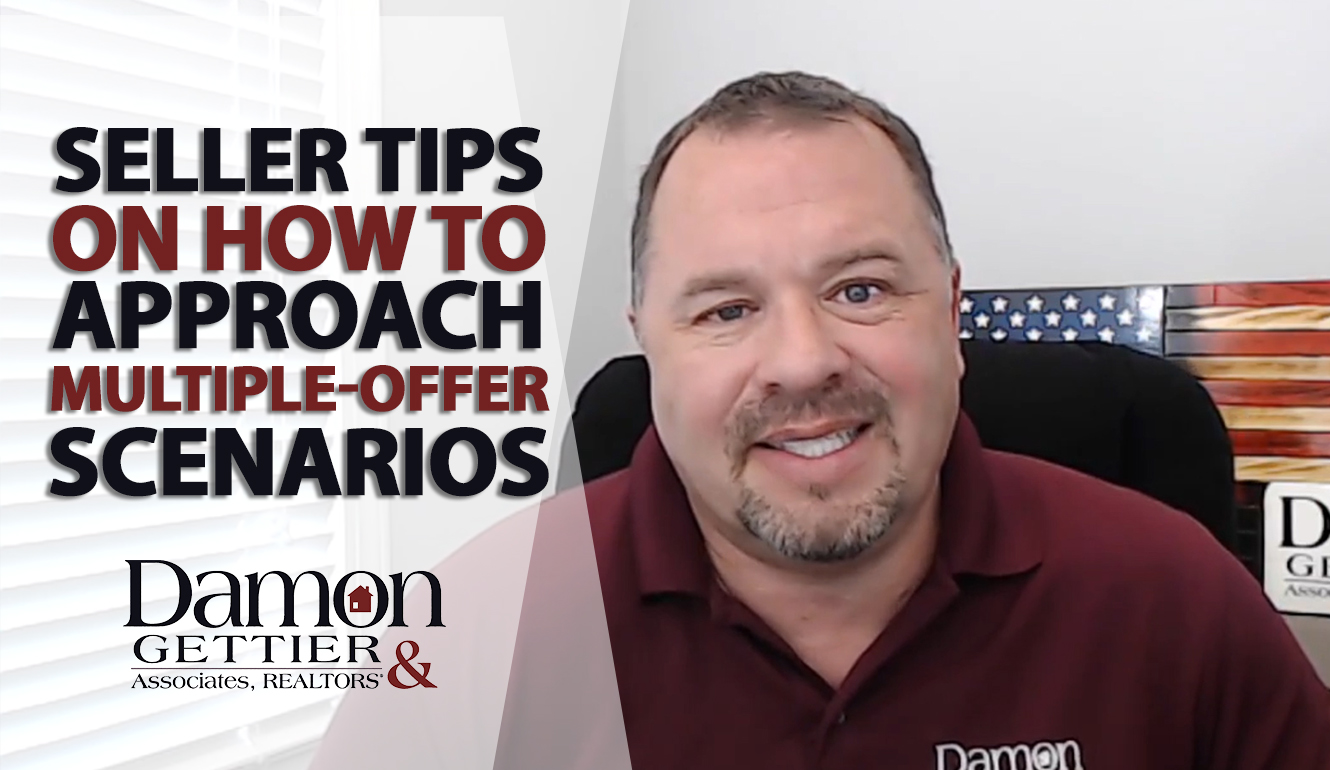 SELLER TIPS
ON HOW TO
APPROACH
MULTIPLE-OFFER
SCENARIOS
Damon
GETTIER &
Associates, REALTORS®
Damon